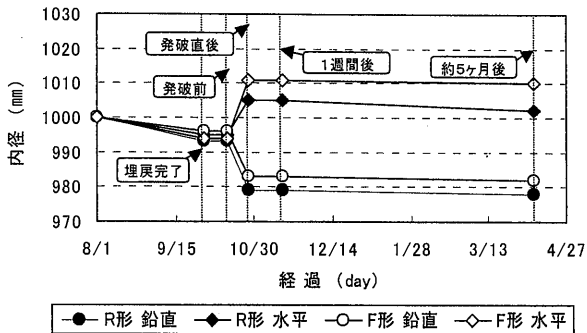 1030
1020
1010
1000
990
980
970
内径 (mm)
発破直後
1週間後
約5ヶ月後
発破前
埋戻完了
8/1 9/15 10/30 12/14 1/28 3/13 4/27
経過 (day)
R形 鉛直 R形 水平 F形 鉛直 F形 水平